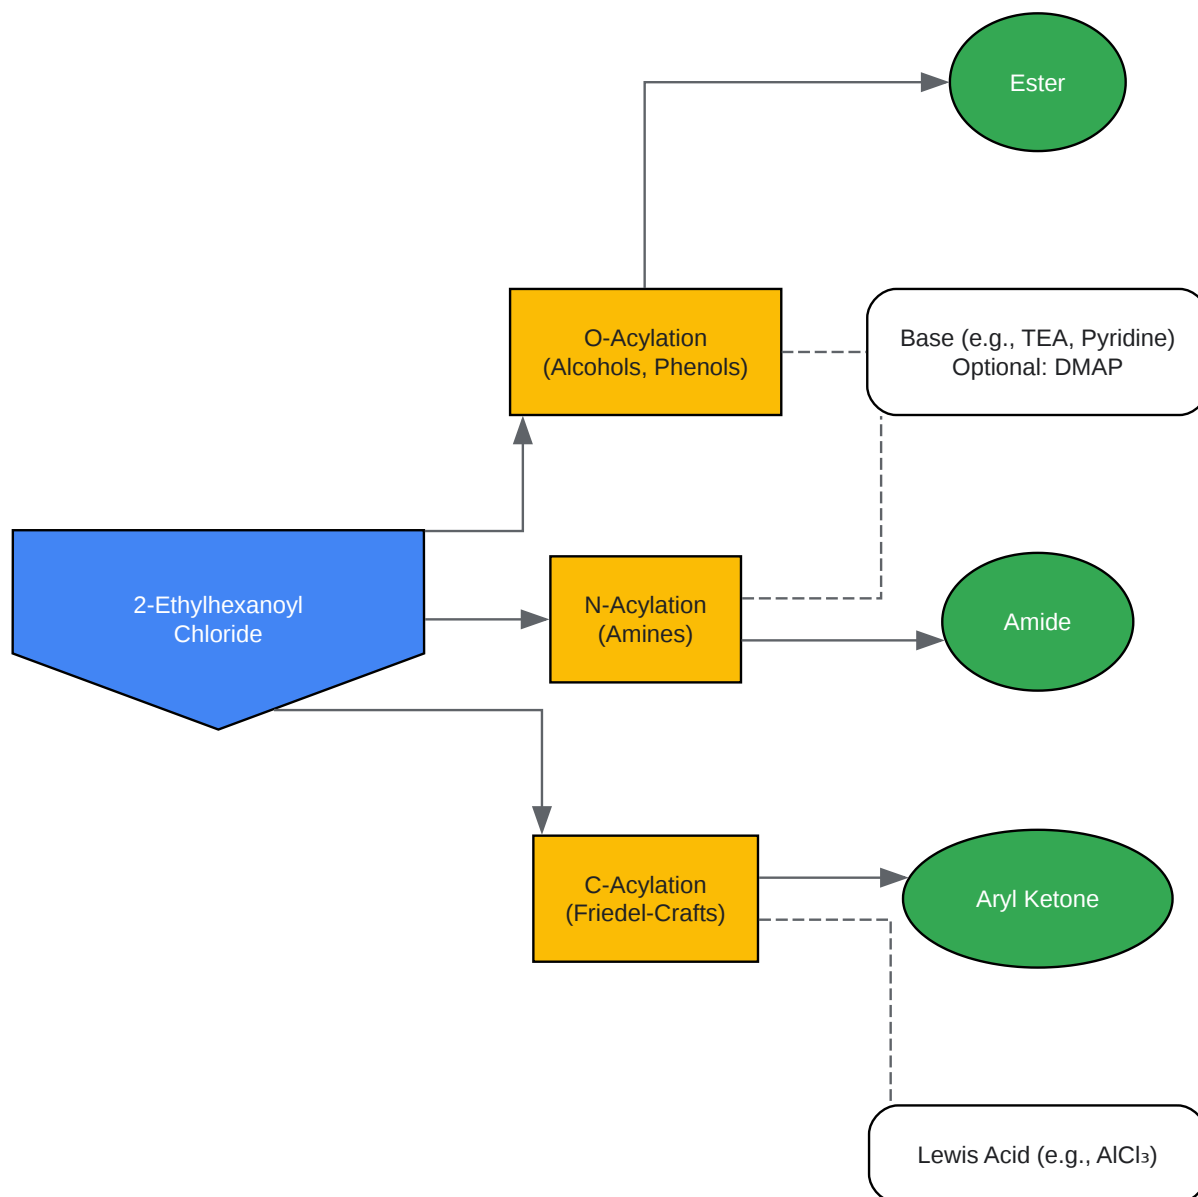 Ester
O-Acylation
(Alcohols, Phenols)
Base (e.g., TEA, Pyridine)
Optional: DMAP
2-Ethylhexanoyl
Chloride
N-Acylation
(Amines)
Amide
C-Acylation
(Friedel-Crafts)
Aryl Ketone
Lewis Acid (e.g., AlCl₃)